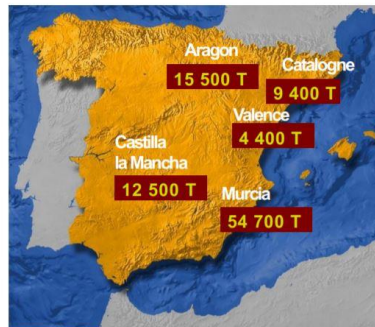 Aragon
15 500 T
Catalogne
9 400 T
Valence
4 400 T
Castilla
la Mancha
12 500 T
Murcia
54 700 T